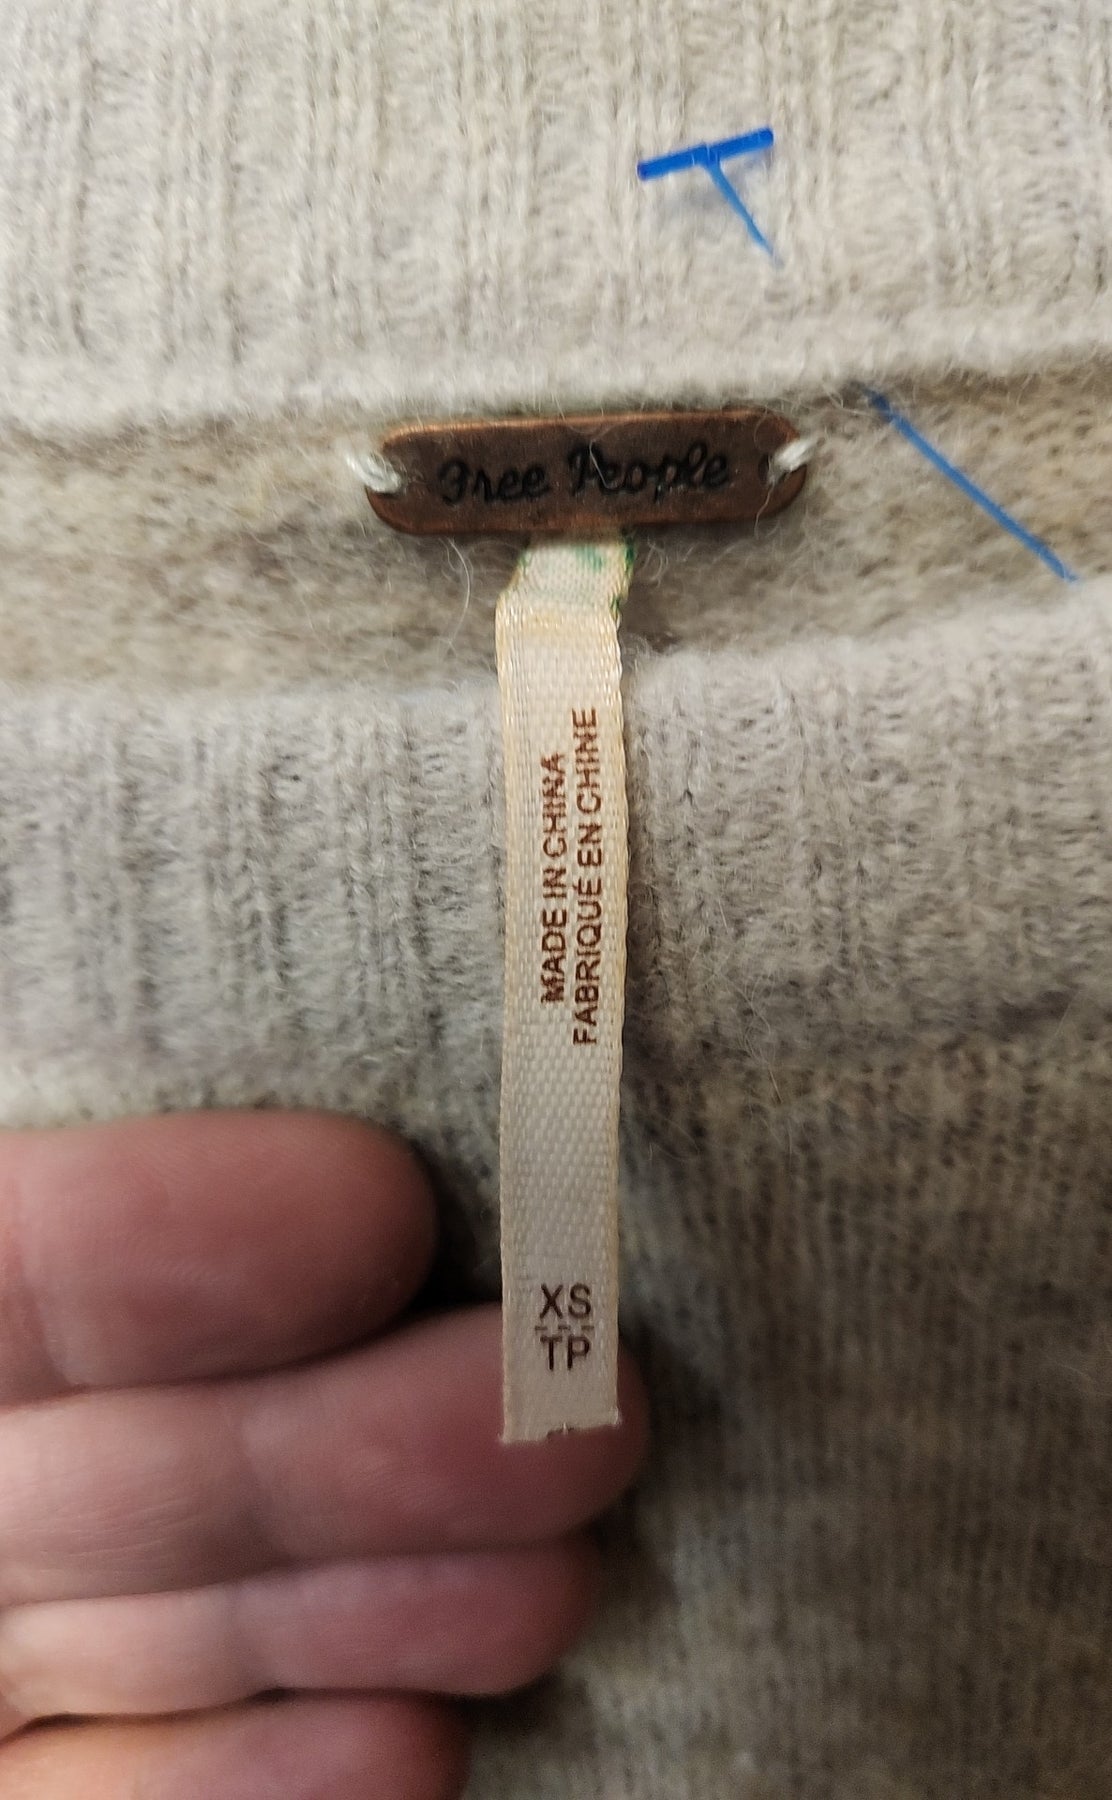 Free People
MADE IN CHINA
FABRIQUÉ EN CHINE
XS
TP